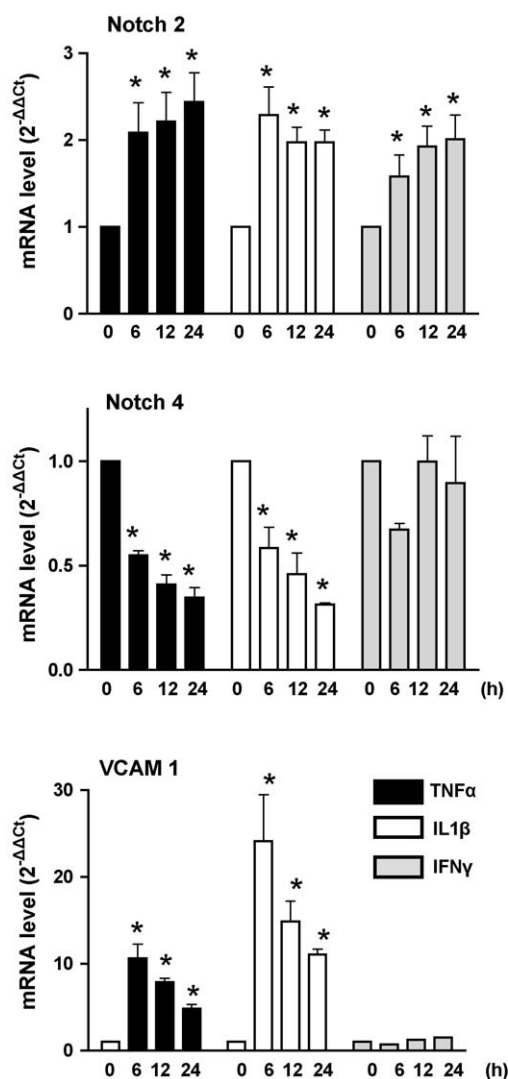 Notch 2
mRNA level (2^-ΔΔCt)
3
2
1
0
* * * * * * * * *
0 6 12 24 0 6 12 24 0 6 12 24
Notch 4
mRNA level (2^-ΔΔCt)
1.0
0.5
0.0
* * * * * *
0 6 12 24 0 6 12 24 0 6 12 24 (h)
VCAM 1
mRNA level (2^-ΔΔCt)
30
20
10
0
* * * * * *
TNFα
IL1β
IFNγ
0 6 12 24 0 6 12 24 0 6 12 24 (h)